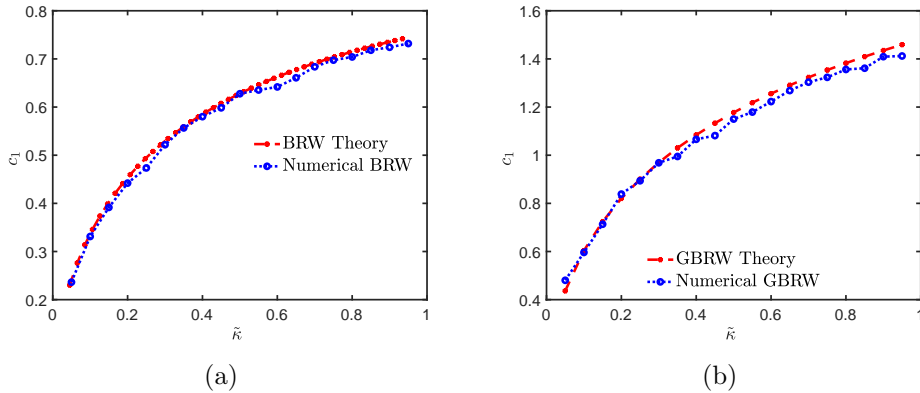 0.8
0.7
0.6
0.5
0.4
0.3
0.2
c₁
BRW Theory
Numerical BRW
0 0.2 0.4 0.6 0.8 1
κ̃
(a)
1.6
1.4
1.2
1
0.8
0.6
0.4
c₁
GBRW Theory
Numerical GBRW
0 0.2 0.4 0.6 0.8 1
κ̃
(b)